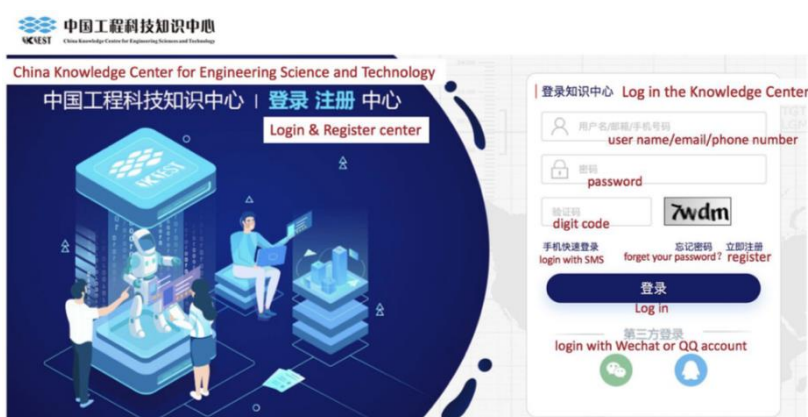 中国工程科技知识中心
CKCEST China Knowledge Centre for Engineering Sciences and Technology
China Knowledge Center for Engineering Science and Technology
中国工程科技知识中心 | 登录 注册 中心
Login & Register center
CKCEST
登录知识中心 Log in the Knowledge Center
用户名/邮箱/手机号码
user name/email/phone number
密码
password
验证码
digit code
7wdm
手机快速登录 忘记密码 立即注册
login with SMS forget your password? register
登录
Log in
第三方登录
login with Wechat or QQ account